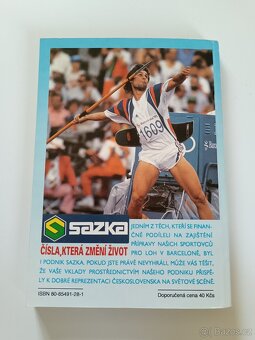 1609
sazka
ČÍSLA, KTERÁ ZMĚNÍ ŽIVOT
JEDNÍM Z TĚCH, KTEŘÍ SE FINAN-
ČNĚ PODÍLELI NA ZAJIŠTĚNÍ
PŘÍPRAVY NAŠICH SPORTOVCŮ
PRO LOH V BARCELONĚ, BYL
I PODNIK SAZKA. POKUD JSTE PRÁVĚ NEVYHRÁLI, MŮŽE VÁS TĚŠIT,
ŽE VAŠE VKLADY PROSTŘEDNICTVÍM NAŠEHO PODNIKU PŘISPĚ-
LY K DOBRÉ REPREZENTACI ČESKOSLOVENSKA NA SVĚTOVÉ SCÉNĚ.
ISBN 80-85491-28-1
Doporučená cena 40 Kčs